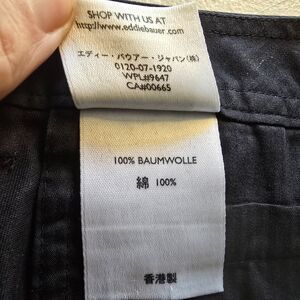 SHOP WITH US AT
http://www.eddiebauer.com
エディー・バウアー・ジャパン(株)
0120-07-1920
WPL#9647
CA#00665
100% BAUMWOLLE
綿 100%
香港製